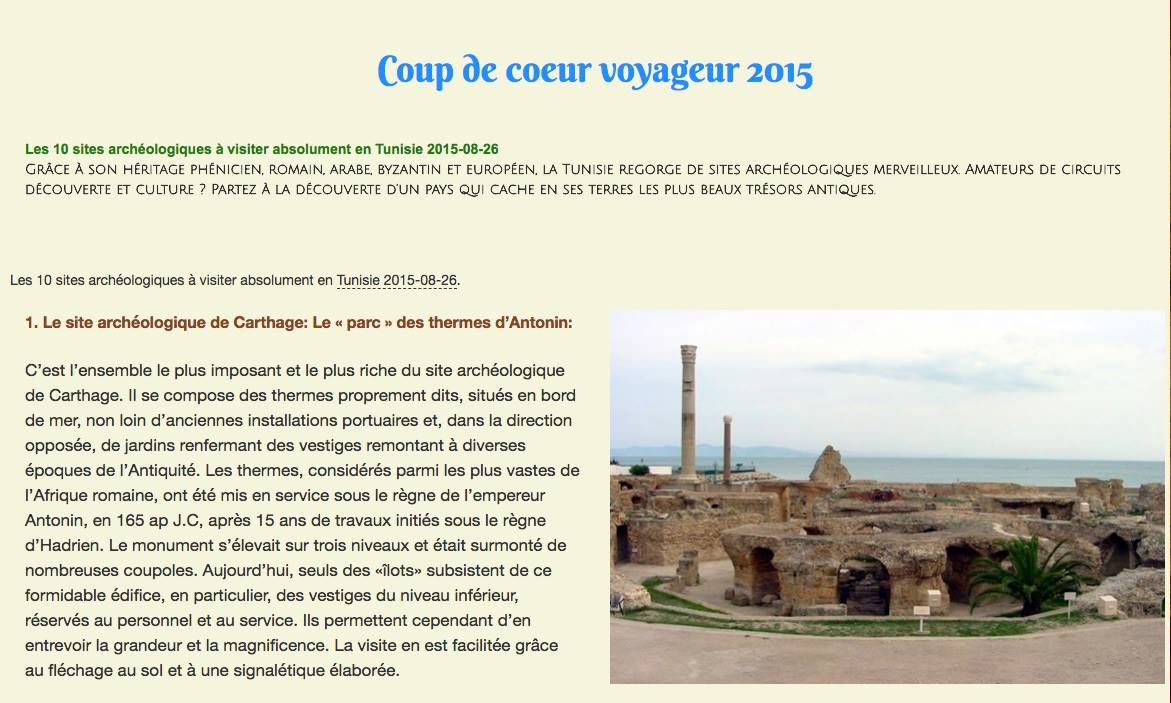 Coup de coeur voyageur 2015
Les 10 sites archéologiques à visiter absolument en Tunisie 2015-08-26
Grâce à son héritage phénicien, romain, arabe, byzantin et européen, la Tunisie regorge de sites archéologiques merveilleux. Amateurs de circuits
découverte et culture ? Partez à la découverte d'un pays qui cache en ses terres les plus beaux trésors antiques.
Les 10 sites archéologiques à visiter absolument en Tunisie 2015-08-26.
1. Le site archéologique de Carthage: Le « parc » des thermes d’Antonin:
C’est l’ensemble le plus imposant et le plus riche du site archéologique
de Carthage. Il se compose des thermes proprement dits, situés en bord
de mer, non loin d’anciennes installations portuaires et, dans la direction
opposée, de jardins renfermant des vestiges remontant à diverses
époques de l’Antiquité. Les thermes, considérés parmi les plus vastes de
l’Afrique romaine, ont été mis en service sous le règne de l’empereur
Antonin, en 165 ap J.C, après 15 ans de travaux initiés sous le règne
d’Hadrien. Le monument s’élevait sur trois niveaux et était surmonté de
nombreuses coupoles. Aujourd’hui, seuls des «îlots» subsistent de ce
formidable édifice, en particulier, des vestiges du niveau inférieur,
réservés au personnel et au service. Ils permettent cependant d’en
entrevoir la grandeur et la magnificence. La visite en est facilitée grâce
au fléchage au sol et à une signalétique élaborée.